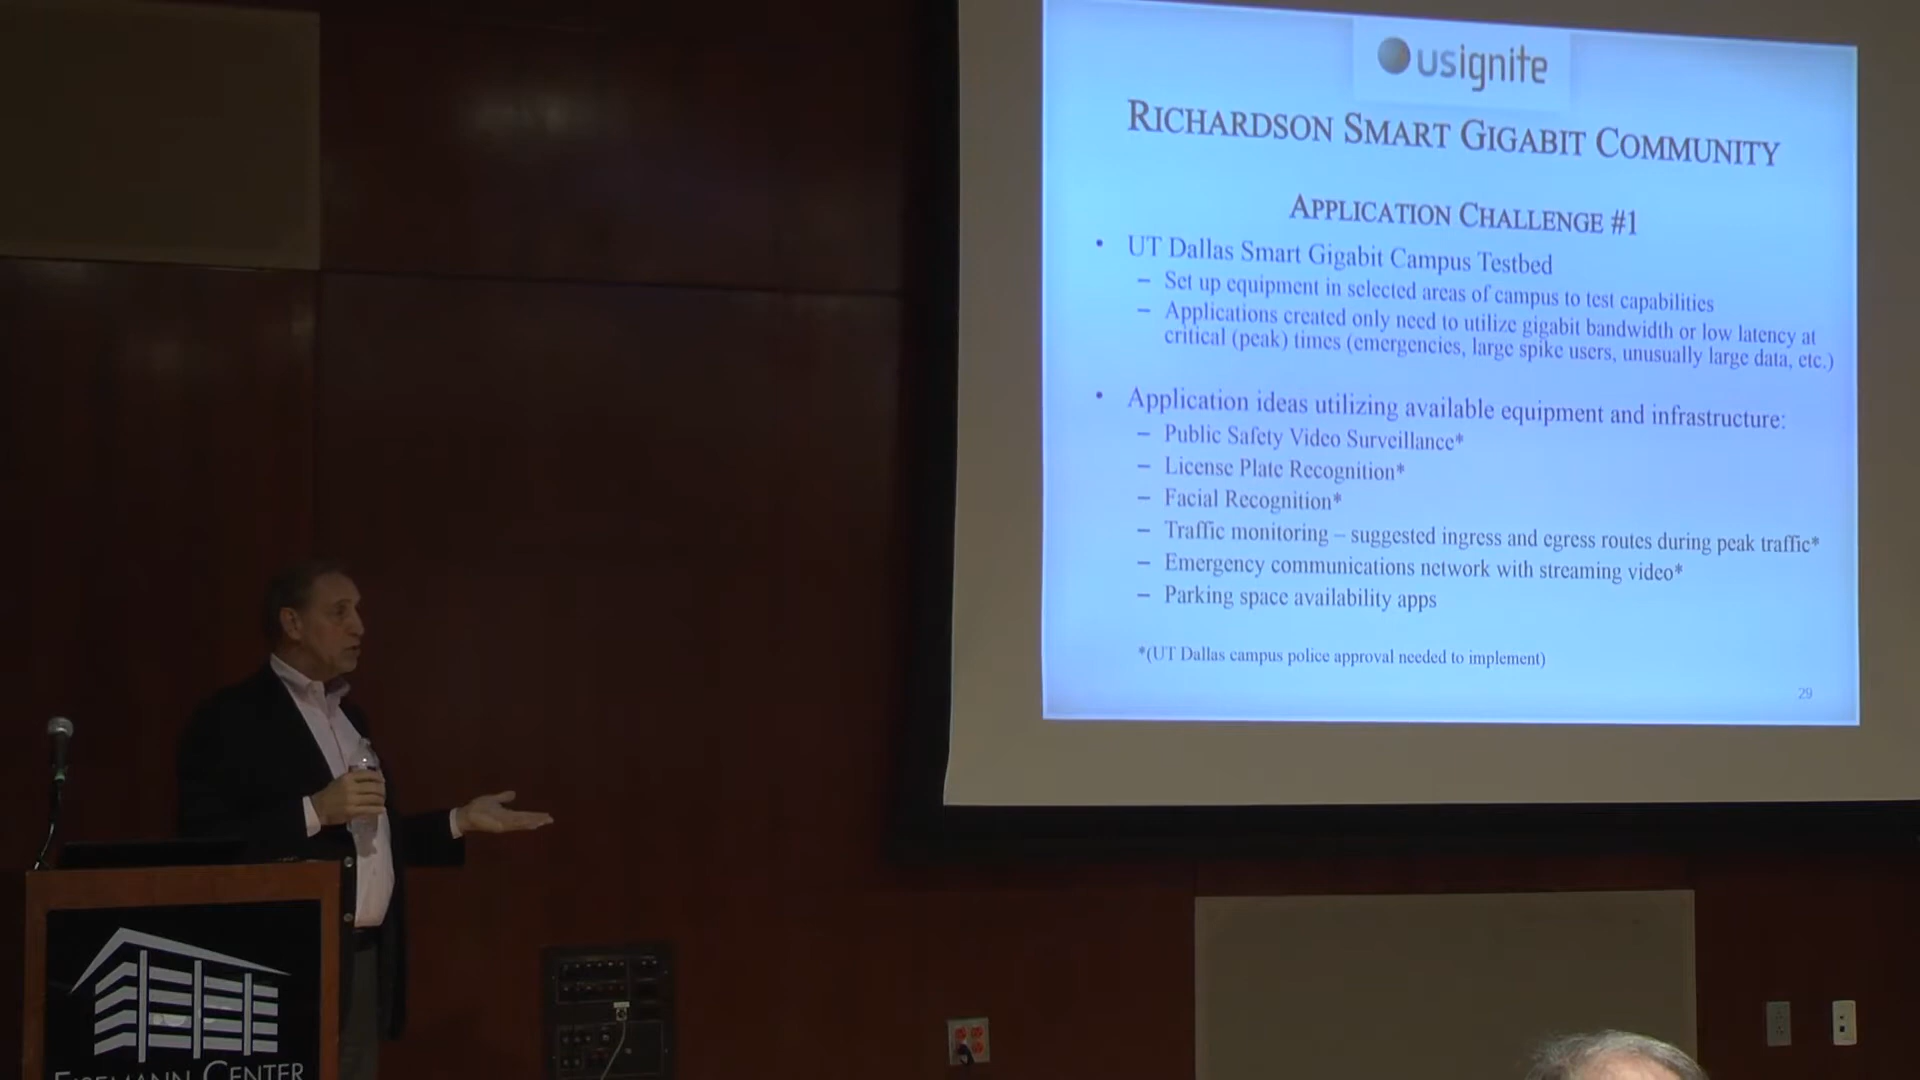 usignite
RICHARDSON SMART GIGABIT COMMUNITY
APPLICATION CHALLENGE #1
• UT Dallas Smart Gigabit Campus Testbed
– Set up equipment in selected areas of campus to test capabilities
– Applications created only need to utilize gigabit bandwidth or low latency at
critical (peak) times (emergencies, large spike users, unusually large data, etc.)
• Application ideas utilizing available equipment and infrastructure:
– Public Safety Video Surveillance*
– License Plate Recognition*
– Facial Recognition*
– Traffic monitoring – suggested ingress and egress routes during peak traffic*
– Emergency communications network with streaming video*
– Parking space availability apps
*(UT Dallas campus police approval needed to implement)
29
EISEMANN CENTER